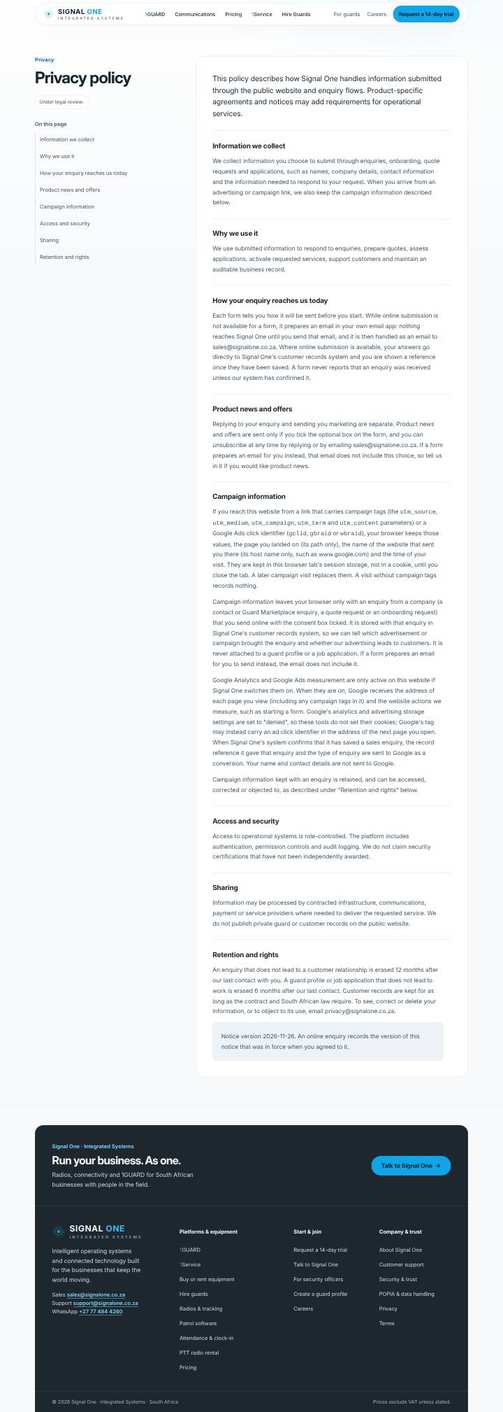 SIGNAL ONE
INTEGRATED SYSTEMS
1GUARD Communications Pricing 1Service Hire Guards For guards Careers Request a 14-day trial
Privacy
Privacy policy
Under legal review.
On this page
Information we collect
Why we use it
How your enquiry reaches us today
Product news and offers
Campaign information
Access and security
Sharing
Retention and rights
This policy describes how Signal One handles information submitted
through the public website and enquiry flows. Product-specific
agreements and notices may add requirements for operational
services.
Information we collect
We collect information you choose to submit through enquiries, onboarding, quote
requests and applications, such as names, company details, contact information
and the information needed to respond to your request. When you arrive from an
advertising or campaign link, we also keep the campaign information described
below.
Why we use it
We use submitted information to respond to enquiries, prepare quotes, assess
applications, activate requested services, support customers and maintain an
auditable business record.
How your enquiry reaches us today
Each form tells you how it will be sent before you start. While online submission is
not available for a form, it prepares an email in your own email app: nothing
reaches Signal One until you send that email, and it is then handled as an email to
sales@signalone.co.za. Where online submission is available, your answers go
directly to Signal One's customer records system and you are shown a reference
once they have been saved. A form never reports that an enquiry was received
unless our system has confirmed it.
Product news and offers
Replying to your enquiry and sending you marketing are separate. Product news
and offers are sent only if you tick the optional box on the form, and you can
unsubscribe at any time by replying or by emailing sales@signalone.co.za. If a form
prepares an email for you instead, that email does not include this choice, so tell us
in it if you would like product news.
Campaign information
If you reach this website from a link that carries campaign tags (the utm_source,
utm_medium, utm_campaign, utm_term and utm_content parameters) or a
Google Ads click identifier (gclid, gbraid or wbraid), your browser keeps those
values, the page you landed on (its path only), the name of the website that sent
you there (its host name only, such as www.google.com) and the time of your
visit. They are kept in this browser tab's session storage, not in a cookie, until you
close the tab. A later campaign visit replaces them. A visit without campaign tags
records nothing.
Campaign information leaves your browser only with an enquiry from a company (a
contact or Guard Marketplace enquiry, a quote request or an onboarding request)
that you send online with the consent box ticked. It is stored with that enquiry in
Signal One's customer records system, so we can tell which advertisement or
campaign brought the enquiry and whether our advertising leads to customers. It is
never attached to a guard profile or a job application. If a form prepares an email
for you to send instead, the email does not include it.
Google Analytics and Google Ads measurement are only active on this website if
Signal One switches them on. When they are on, Google receives the address of
each page you view (including any campaign tags in it) and the website actions we
measure, such as starting a form. Google's analytics and advertising storage
settings are set to "denied", so these tools do not set their cookies; Google's tag
may instead carry an ad click identifier in the address of the next page you open.
When Signal One's system confirms that it has saved a sales enquiry, the record
reference it gave that enquiry and the type of enquiry are sent to Google as a
conversion. Your name and contact details are not sent to Google.
Campaign information kept with an enquiry is retained, and can be accessed,
corrected or objected to, as described under "Retention and rights" below.
Access and security
Access to operational systems is role-controlled. The platform includes
authentication, permission controls and audit logging. We do not claim security
certifications that have not been independently awarded.
Sharing
Information may be processed by contracted infrastructure, communications,
payment or service providers where needed to deliver the requested service. We
do not publish private guard or customer records on the public website.
Retention and rights
An enquiry that does not lead to a customer relationship is erased 12 months after
our last contact with you. A guard profile or job application that does not lead to
work is erased 6 months after our last contact. Customer records are kept for as
long as the contract and South African law require. To see, correct or delete your
information, or to object to its use, email privacy@signalone.co.za.
Notice version 2026-11-26. An online enquiry records the version of this
notice that was in force when you agreed to it.
Signal One · Integrated Systems
Run your business. As one.
Radios, connectivity and 1GUARD for South African
businesses with people in the field.
Talk to Signal One →
SIGNAL ONE
INTEGRATED SYSTEMS
Intelligent operating systems
and connected technology built
for the businesses that keep the
world moving.
Sales sales@signalone.co.za
Support support@signalone.co.za
WhatsApp +27 77 484 4260
Platforms & equipment
1GUARD
1Service
Buy or rent equipment
Hire guards
Radios & tracking
Patrol software
Attendance & clock-in
PTT radio rental
Pricing
Start & join
Request a 14-day trial
Talk to Signal One
For security officers
Create a guard profile
Careers
Company & trust
About Signal One
Customer support
Security & trust
POPIA & data handling
Privacy
Terms
© 2026 Signal One · Integrated Systems · South Africa
Prices exclude VAT unless stated.